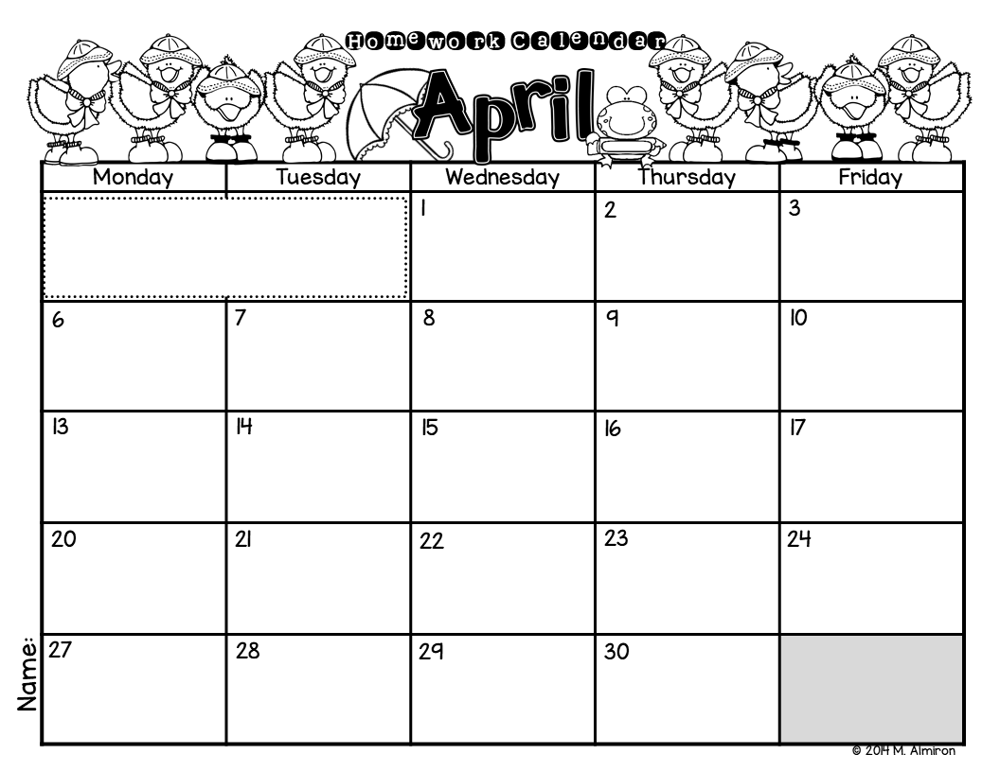 Homework Calendar
April
Monday Tuesday Wednesday Thursday Friday
1 2 3
6 7 8 9 10
13 14 15 16 17
20 21 22 23 24
27 28 29 30
Name:
© 2014 M. Almiron